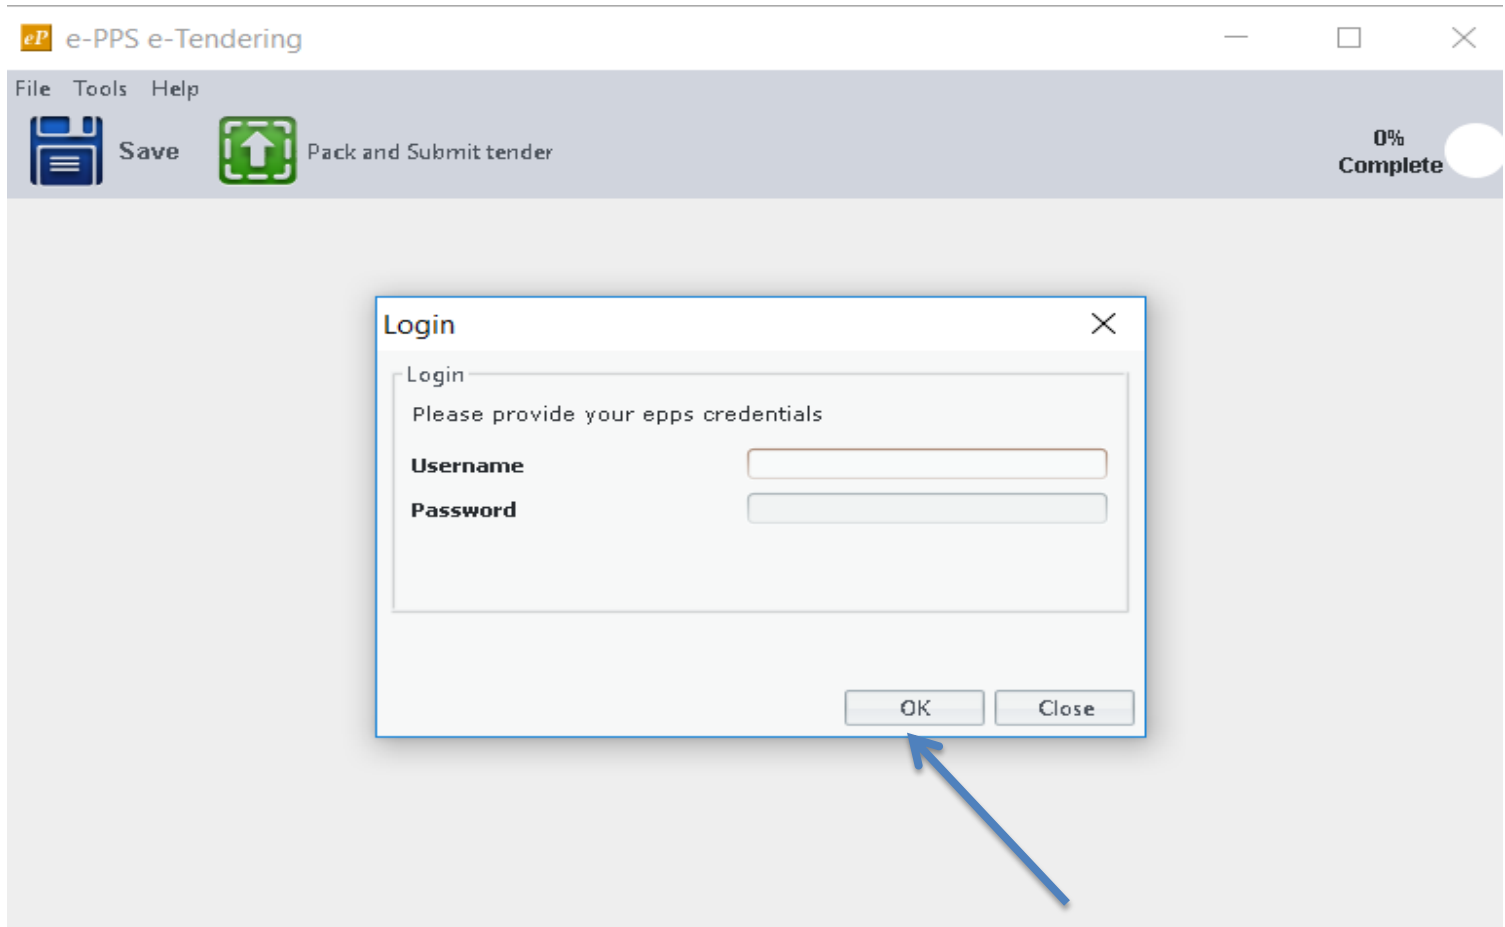 eP e-PPS e-Tendering
File Tools Help
Save Pack and Submit tender
0%
Complete
Login
Login
Please provide your epps credentials
Username
Password
OK Close